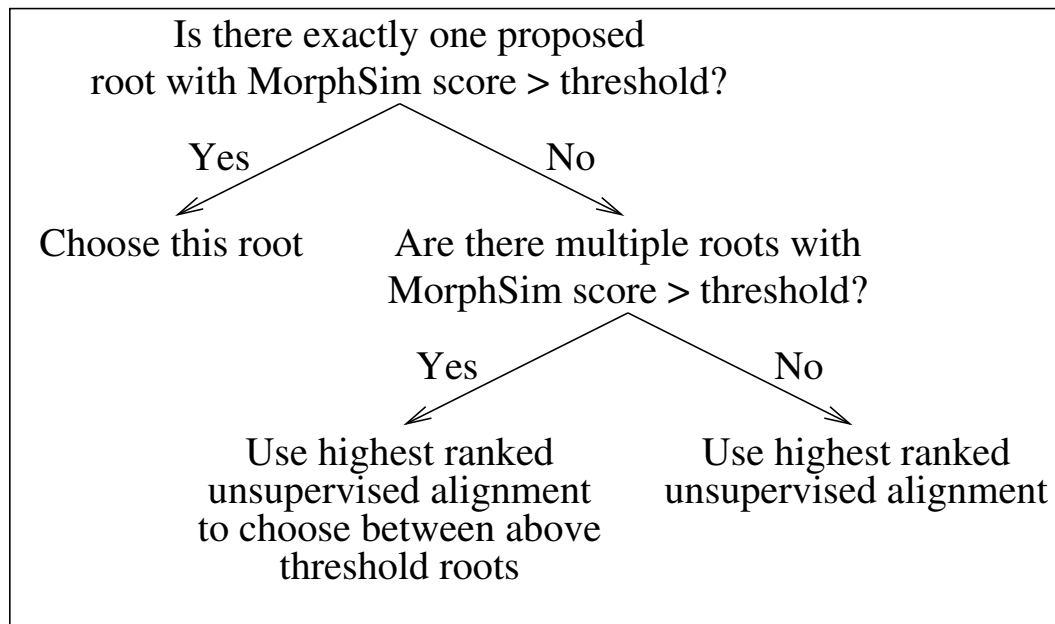 Is there exactly one proposed
root with MorphSim score > threshold?
Yes
No
Choose this root
Are there multiple roots with
MorphSim score > threshold?
Yes
No
Use highest ranked
unsupervised alignment
to choose between above
threshold roots
Use highest ranked
unsupervised alignment